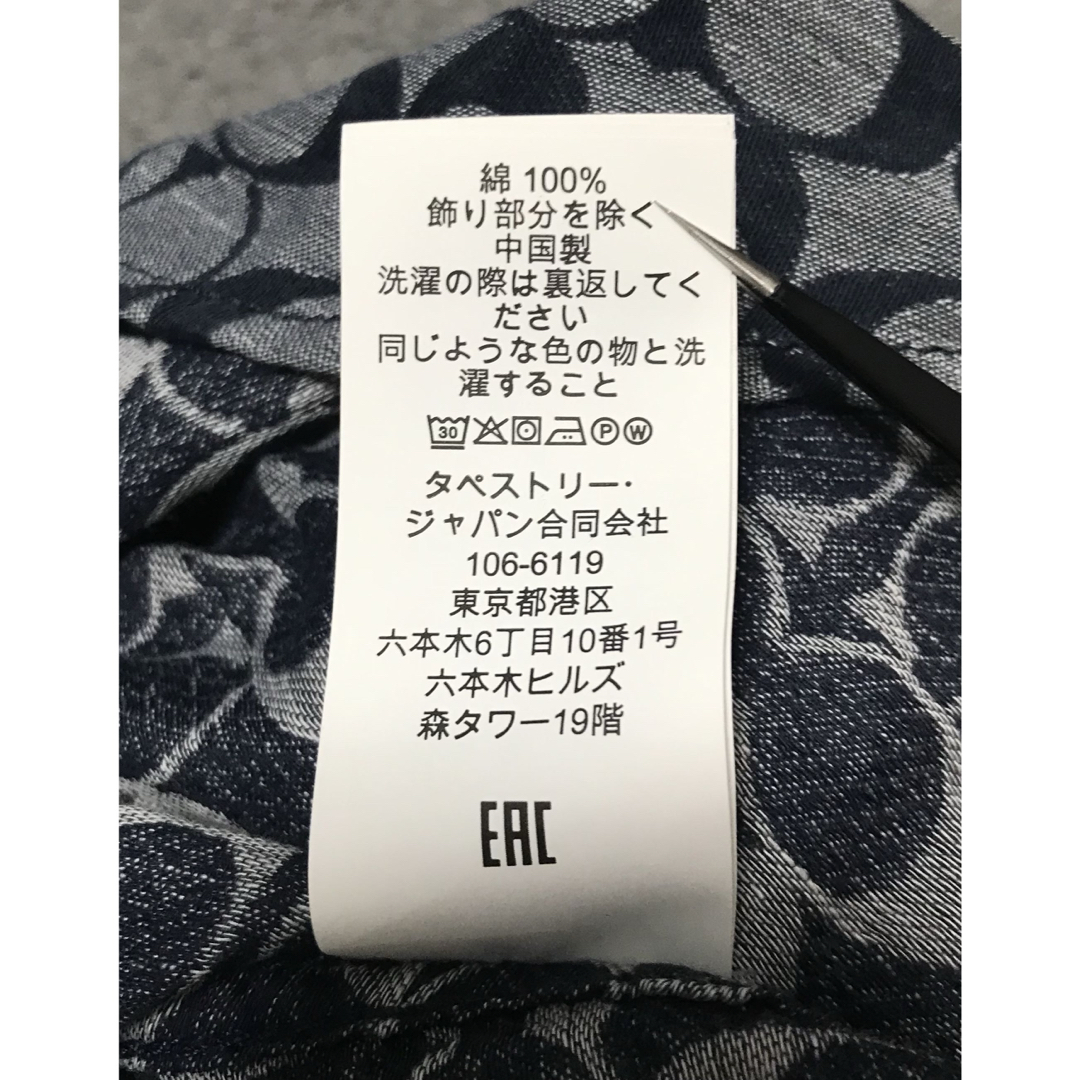 綿 100%
飾り部分を除く
中国製
洗濯の際は裏返してく
ださい
同じような色の物と洗
濯すること
30 P W
タペストリー・
ジャパン合同会社
106-6119
東京都港区
六本木6丁目10番1号
六本木ヒルズ
森タワー19階
EAC